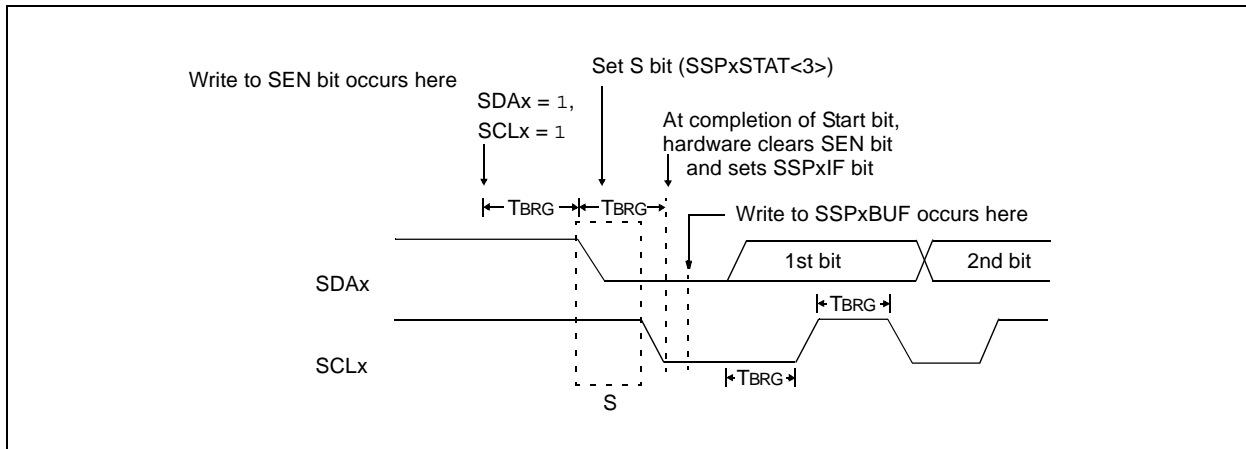 Write to SEN bit occurs here
Set S bit (SSPxSTAT<3>)
SDAx = 1,
SCLx = 1
At completion of Start bit,
hardware clears SEN bit
and sets SSPxIF bit
TBRG
TBRG
Write to SSPxBUF occurs here
SDAx
1st bit
2nd bit
TBRG
SCLx
TBRG
S